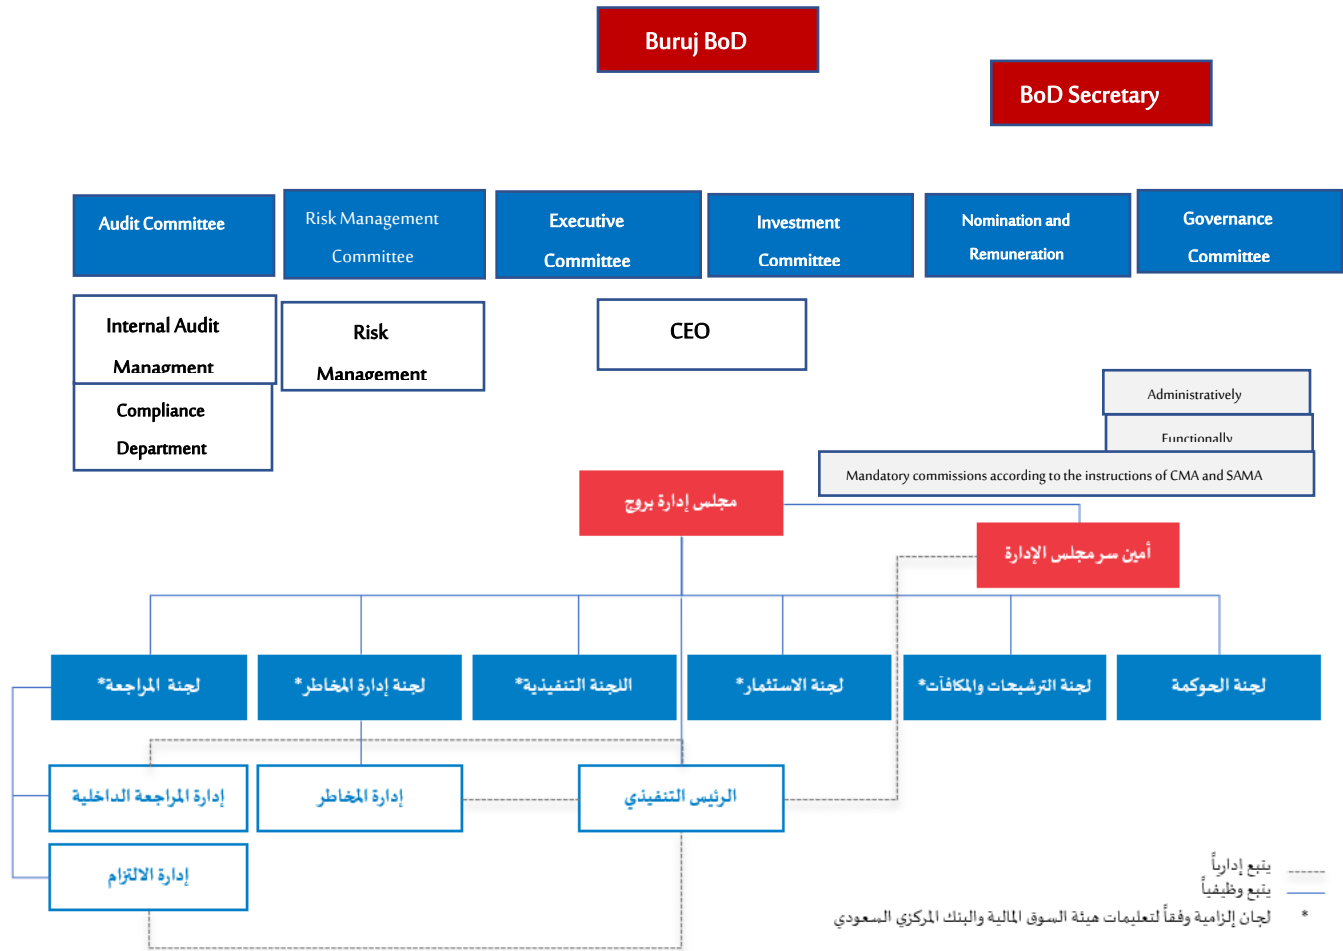 Buruj BoD
BoD Secretary
Audit Committee
Risk Management
Committee
Executive
Committee
Investment
Committee
Nomination and
Remuneration
Governance
Committee
Internal Audit
Managment
Risk
Management
CEO
Compliance
Department
Administratively
Functionally
Mandatory commissions according to the instructions of CMA and SAMA
مجلس إدارة بروج
أمين سر مجلس الإدارة
لجنة الحوكمة
لجنة الترشيحات والمكافآت*
لجنة الاستثمار*
اللجنة التنفيذية*
لجنة إدارة المخاطر*
لجنة المراجعة*
الرئيس التنفيذي
إدارة المخاطر
إدارة المراجعة الداخلية
إدارة الالتزام
يتبع إدارياً
يتبع وظيفياً
* لجان إلزامية وفقاً لتعليمات هيئة السوق المالية والبنك المركزي السعودي